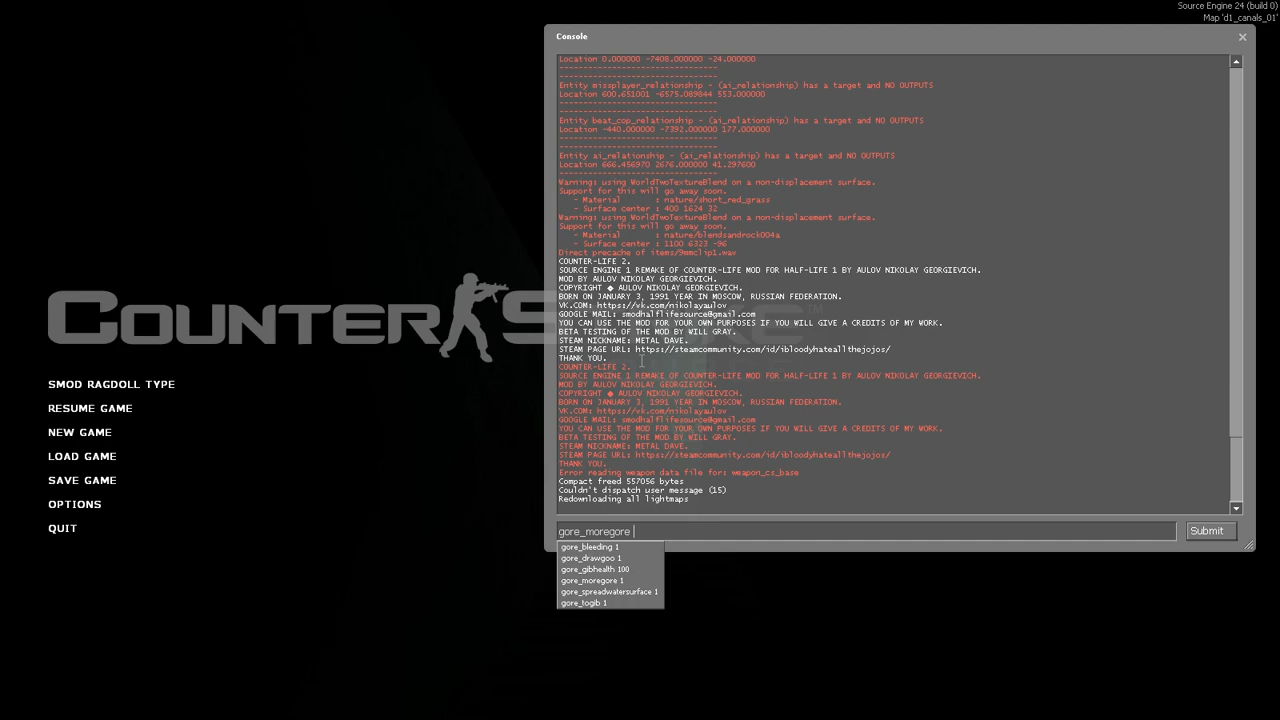 Source Engine 24 (build 0)
Map 'd1_canals_01'
Console
Location 0.000000 -7408.000000 -24.000000
----------------------------------
----------------------------------
Entity missplayer_relationship - (ai_relationship) has a target and NO OUTPUTS
Location 600.651001 -6575.089844 553.000000
----------------------------------
----------------------------------
Entity beat_cop_relationship - (ai_relationship) has a target and NO OUTPUTS
Location -440.000000 -7392.000000 177.000000
----------------------------------
----------------------------------
Entity ai_relationship - (ai_relationship) has a target and NO OUTPUTS
Location 666.456970 2676.000000 41.297600
----------------------------------
Warning: using WorldTwoTextureBlend on a non-displacement surface.
Support for this will go away soon.
- Material : nature/short_red_grass
- Surface center : 400 1624 32
Warning: using WorldTwoTextureBlend on a non-displacement surface.
Support for this will go away soon.
- Material : nature/blendsandrock004a
- Surface center : 1100 6323 -96
Direct precache of items/9mmclip1.wav
COUNTER-LIFE 2.
SOURCE ENGINE 1 REMAKE OF COUNTER-LIFE MOD FOR HALF-LIFE 1 BY AULOV NIKOLAY GEORGIEVICH.
MOD BY AULOV NIKOLAY GEORGIEVICH.
COPYRIGHT � AULOV NIKOLAY GEORGIEVICH.
BORN ON JANUARY 3, 1991 YEAR IN MOSCOW, RUSSIAN FEDERATION.
VK.COM: https://vk.com/nikolayaulov
GOOGLE MAIL: smodhalflifesource@gmail.com
YOU CAN USE THE MOD FOR YOUR OWN PURPOSES IF YOU WILL GIVE A CREDITS OF MY WORK.
BETA TESTING OF THE MOD BY WILL GRAY.
STEAM NICKNAME: METAL DAVE.
STEAM PAGE URL: https://steamcommunity.com/id/ibloodyhateallthejojos/
THANK YOU.
COUNTER-LIFE 2.
SOURCE ENGINE 1 REMAKE OF COUNTER-LIFE MOD FOR HALF-LIFE 1 BY AULOV NIKOLAY GEORGIEVICH.
MOD BY AULOV NIKOLAY GEORGIEVICH.
COPYRIGHT � AULOV NIKOLAY GEORGIEVICH.
BORN ON JANUARY 3, 1991 YEAR IN MOSCOW, RUSSIAN FEDERATION.
VK.COM: https://vk.com/nikolayaulov
GOOGLE MAIL: smodhalflifesource@gmail.com
YOU CAN USE THE MOD FOR YOUR OWN PURPOSES IF YOU WILL GIVE A CREDITS OF MY WORK.
BETA TESTING OF THE MOD BY WILL GRAY.
STEAM NICKNAME: METAL DAVE.
STEAM PAGE URL: https://steamcommunity.com/id/ibloodyhateallthejojos/
THANK YOU.
Error reading weapon data file for: weapon_cs_base
Compact freed 557056 bytes
Couldn't dispatch user message (15)
Redownloading all lightmaps
gore_moregore
Submit
gore_bleeding 1
gore_drawgoo 1
gore_gibhealth 100
gore_moregore 1
gore_spreadwatersurface 1
gore_togib 1
COUNTER STRIKE
SMOD RAGDOLL TYPE
RESUME GAME
NEW GAME
LOAD GAME
SAVE GAME
OPTIONS
QUIT